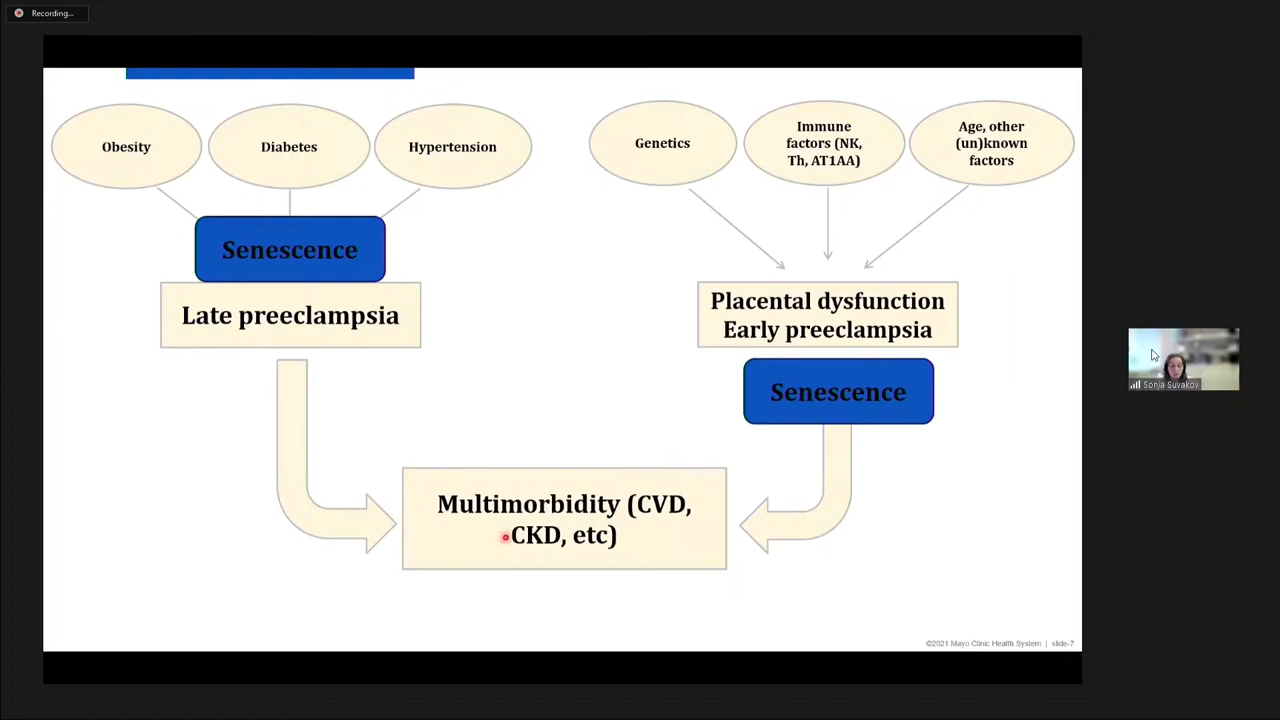 Recording...
Obesity
Diabetes
Hypertension
Genetics
Immune
factors (NK,
Th, AT1AA)
Age, other
(un)known
factors
Senescence
Late preeclampsia
Placental dysfunction
Early preeclampsia
Senescence
Multimorbidity (CVD,
CKD, etc)
Sonja Suvakov
©2021 Mayo Clinic Health System | slide-7